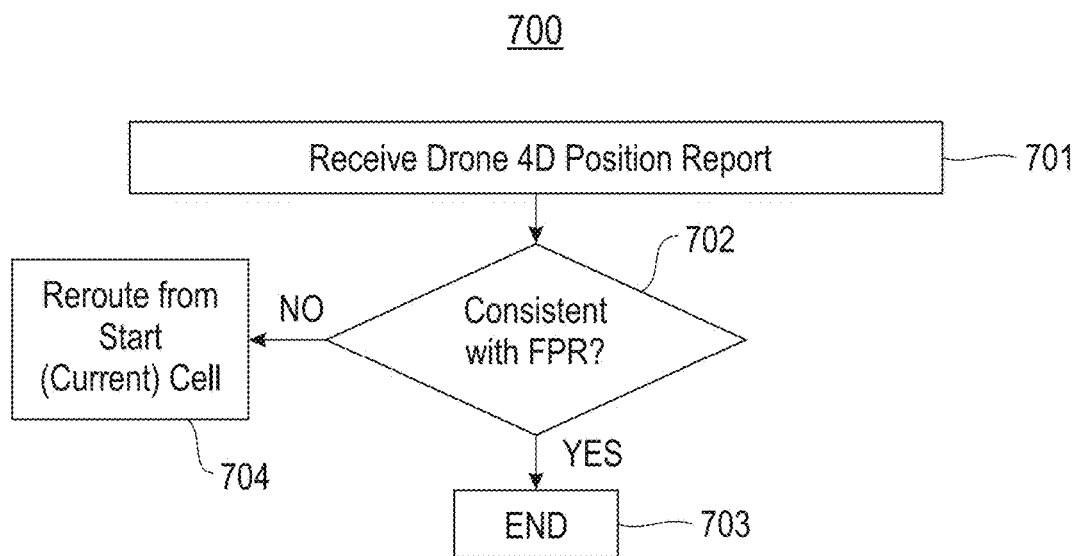 700
Receive Drone 4D Position Report
701
702
Consistent
with FPR?
NO
Reroute from
Start
(Current) Cell
704
YES
END
703